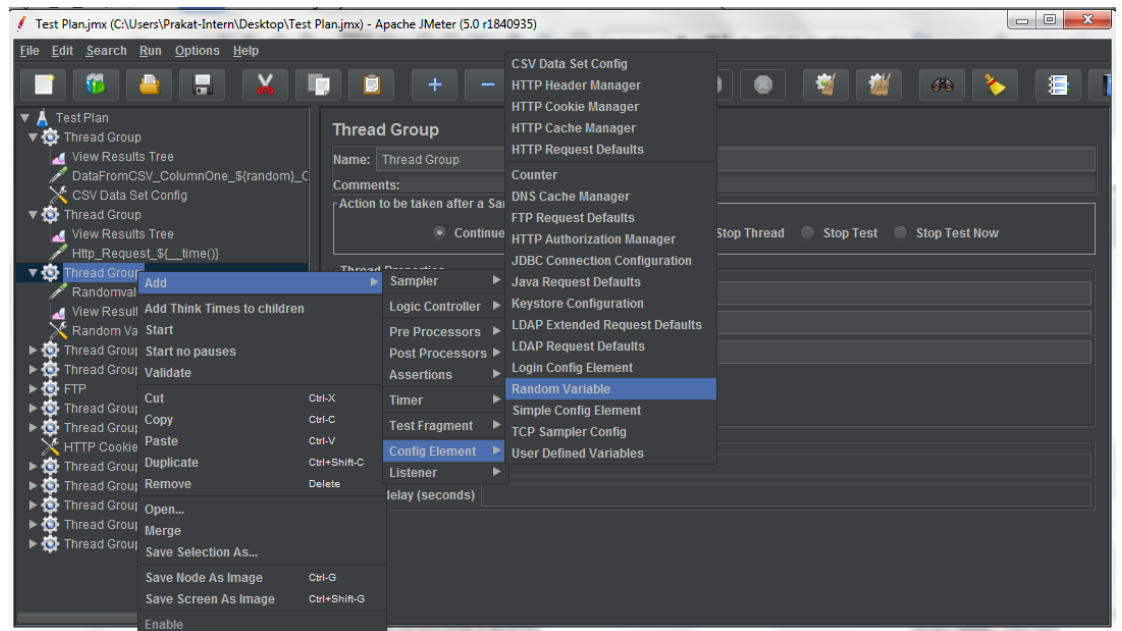 Test Plan.jmx (C:\Users\Prakat-Intern\Desktop\Test Plan.jmx) - Apache JMeter (5.0 r1840935)
File Edit Search Run Options Help
Test Plan
Thread Group
View Results Tree
DataFromCSV_ColumnOne_${random}_C
CSV Data Set Config
Thread Group
View Results Tree
Http_Request_${__time()}
Thread Group
Randomval
View Result
Random Va
Thread Group
Thread Group
FTP
Thread Group
Thread Group
HTTP Cookie
Thread Group
Thread Group
Thread Group
Thread Group
Thread Group
Thread Group
Name: Thread Group
Comments:
Action to be taken after a Sa
Continue Stop Thread Stop Test Stop Test Now
Thread Properties
delay (seconds)
Add
Add Think Times to children
Start
Start no pauses
Validate
Cut Ctrl-X
Copy Ctrl-C
Paste Ctrl-V
Duplicate Ctrl+Shift-C
Remove Delete
Open...
Merge
Save Selection As...
Save Node As Image Ctrl-G
Save Screen As Image Ctrl+Shift-G
Enable
Sampler
Logic Controller
Pre Processors
Post Processors
Assertions
Timer
Test Fragment
Config Element
Listener
CSV Data Set Config
HTTP Header Manager
HTTP Cookie Manager
HTTP Cache Manager
HTTP Request Defaults
Counter
DNS Cache Manager
FTP Request Defaults
HTTP Authorization Manager
JDBC Connection Configuration
Java Request Defaults
Keystore Configuration
LDAP Extended Request Defaults
LDAP Request Defaults
Login Config Element
Random Variable
Simple Config Element
TCP Sampler Config
User Defined Variables